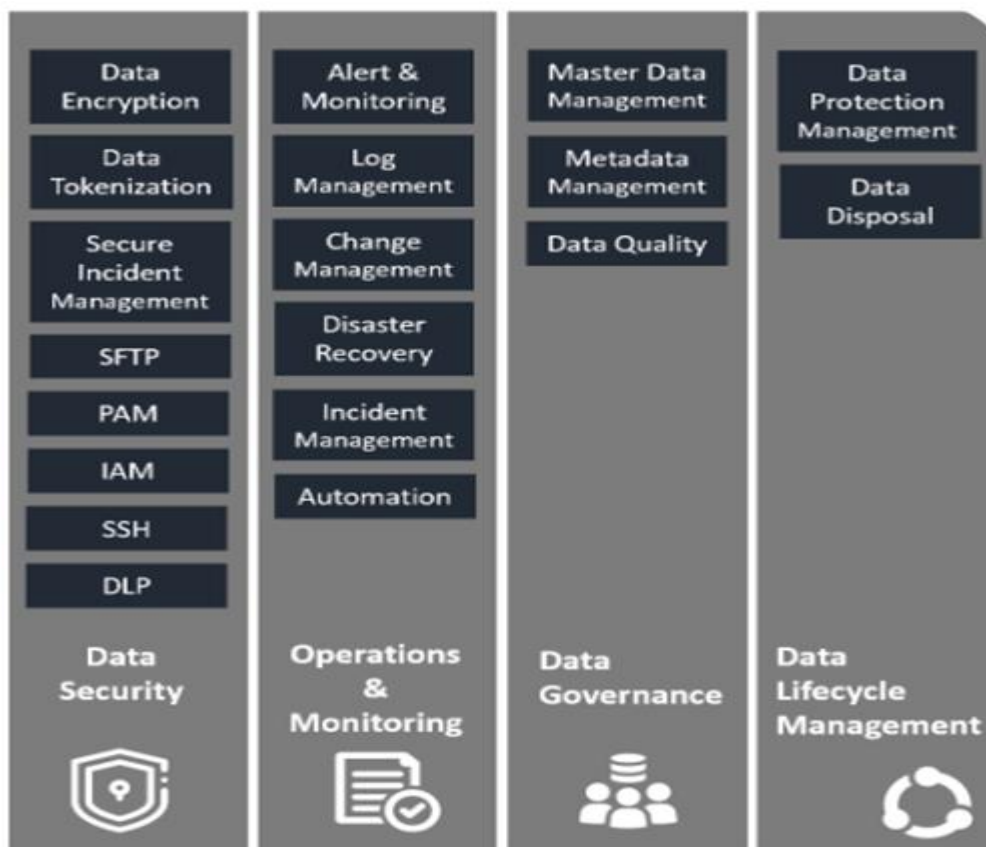 Data
Encryption
Data
Tokenization
Secure
Incident
Management
SFTP
PAM
IAM
SSH
DLP
Data
Security
Alert &
Monitoring
Log
Management
Change
Management
Disaster
Recovery
Incident
Management
Automation
Operations
&
Monitoring
Master Data
Management
Metadata
Management
Data Quality
Data
Governance
Data
Protection
Management
Data
Disposal
Data
Lifecycle
Management